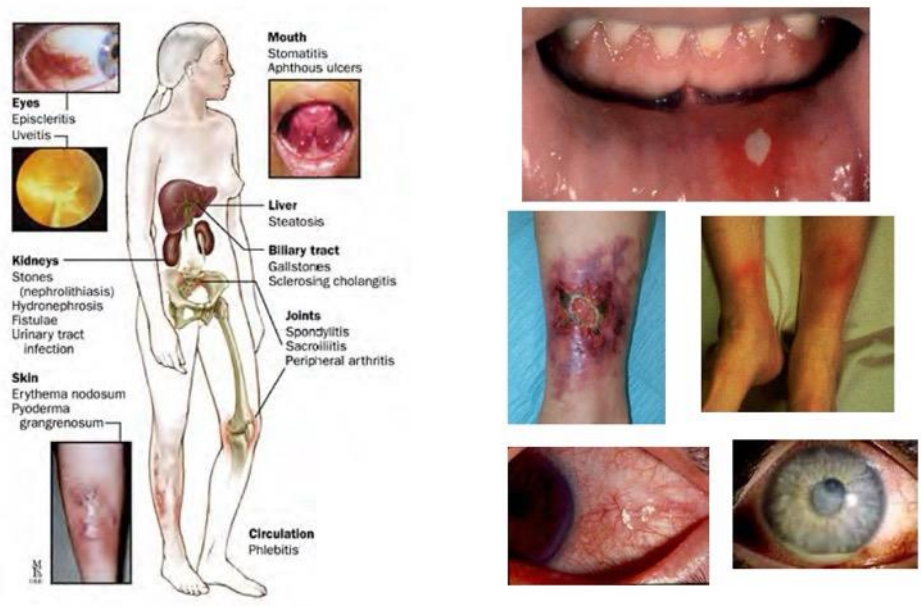 Eyes
Episcleritis
Uveitis
Mouth
Stomatitis
Aphthous ulcers
Liver
Steatosis
Biliary tract
Gallstones
Sclerosing cholangitis
Kidneys
Stones
(nephrolithiasis)
Hydronephrosis
Fistulae
Urinary tract
infection
Joints
Spondylitis
Sacroiliitis
Peripheral arthritis
Skin
Erythema nodosum
Pyoderma
grangrenosum
Circulation
Phlebitis